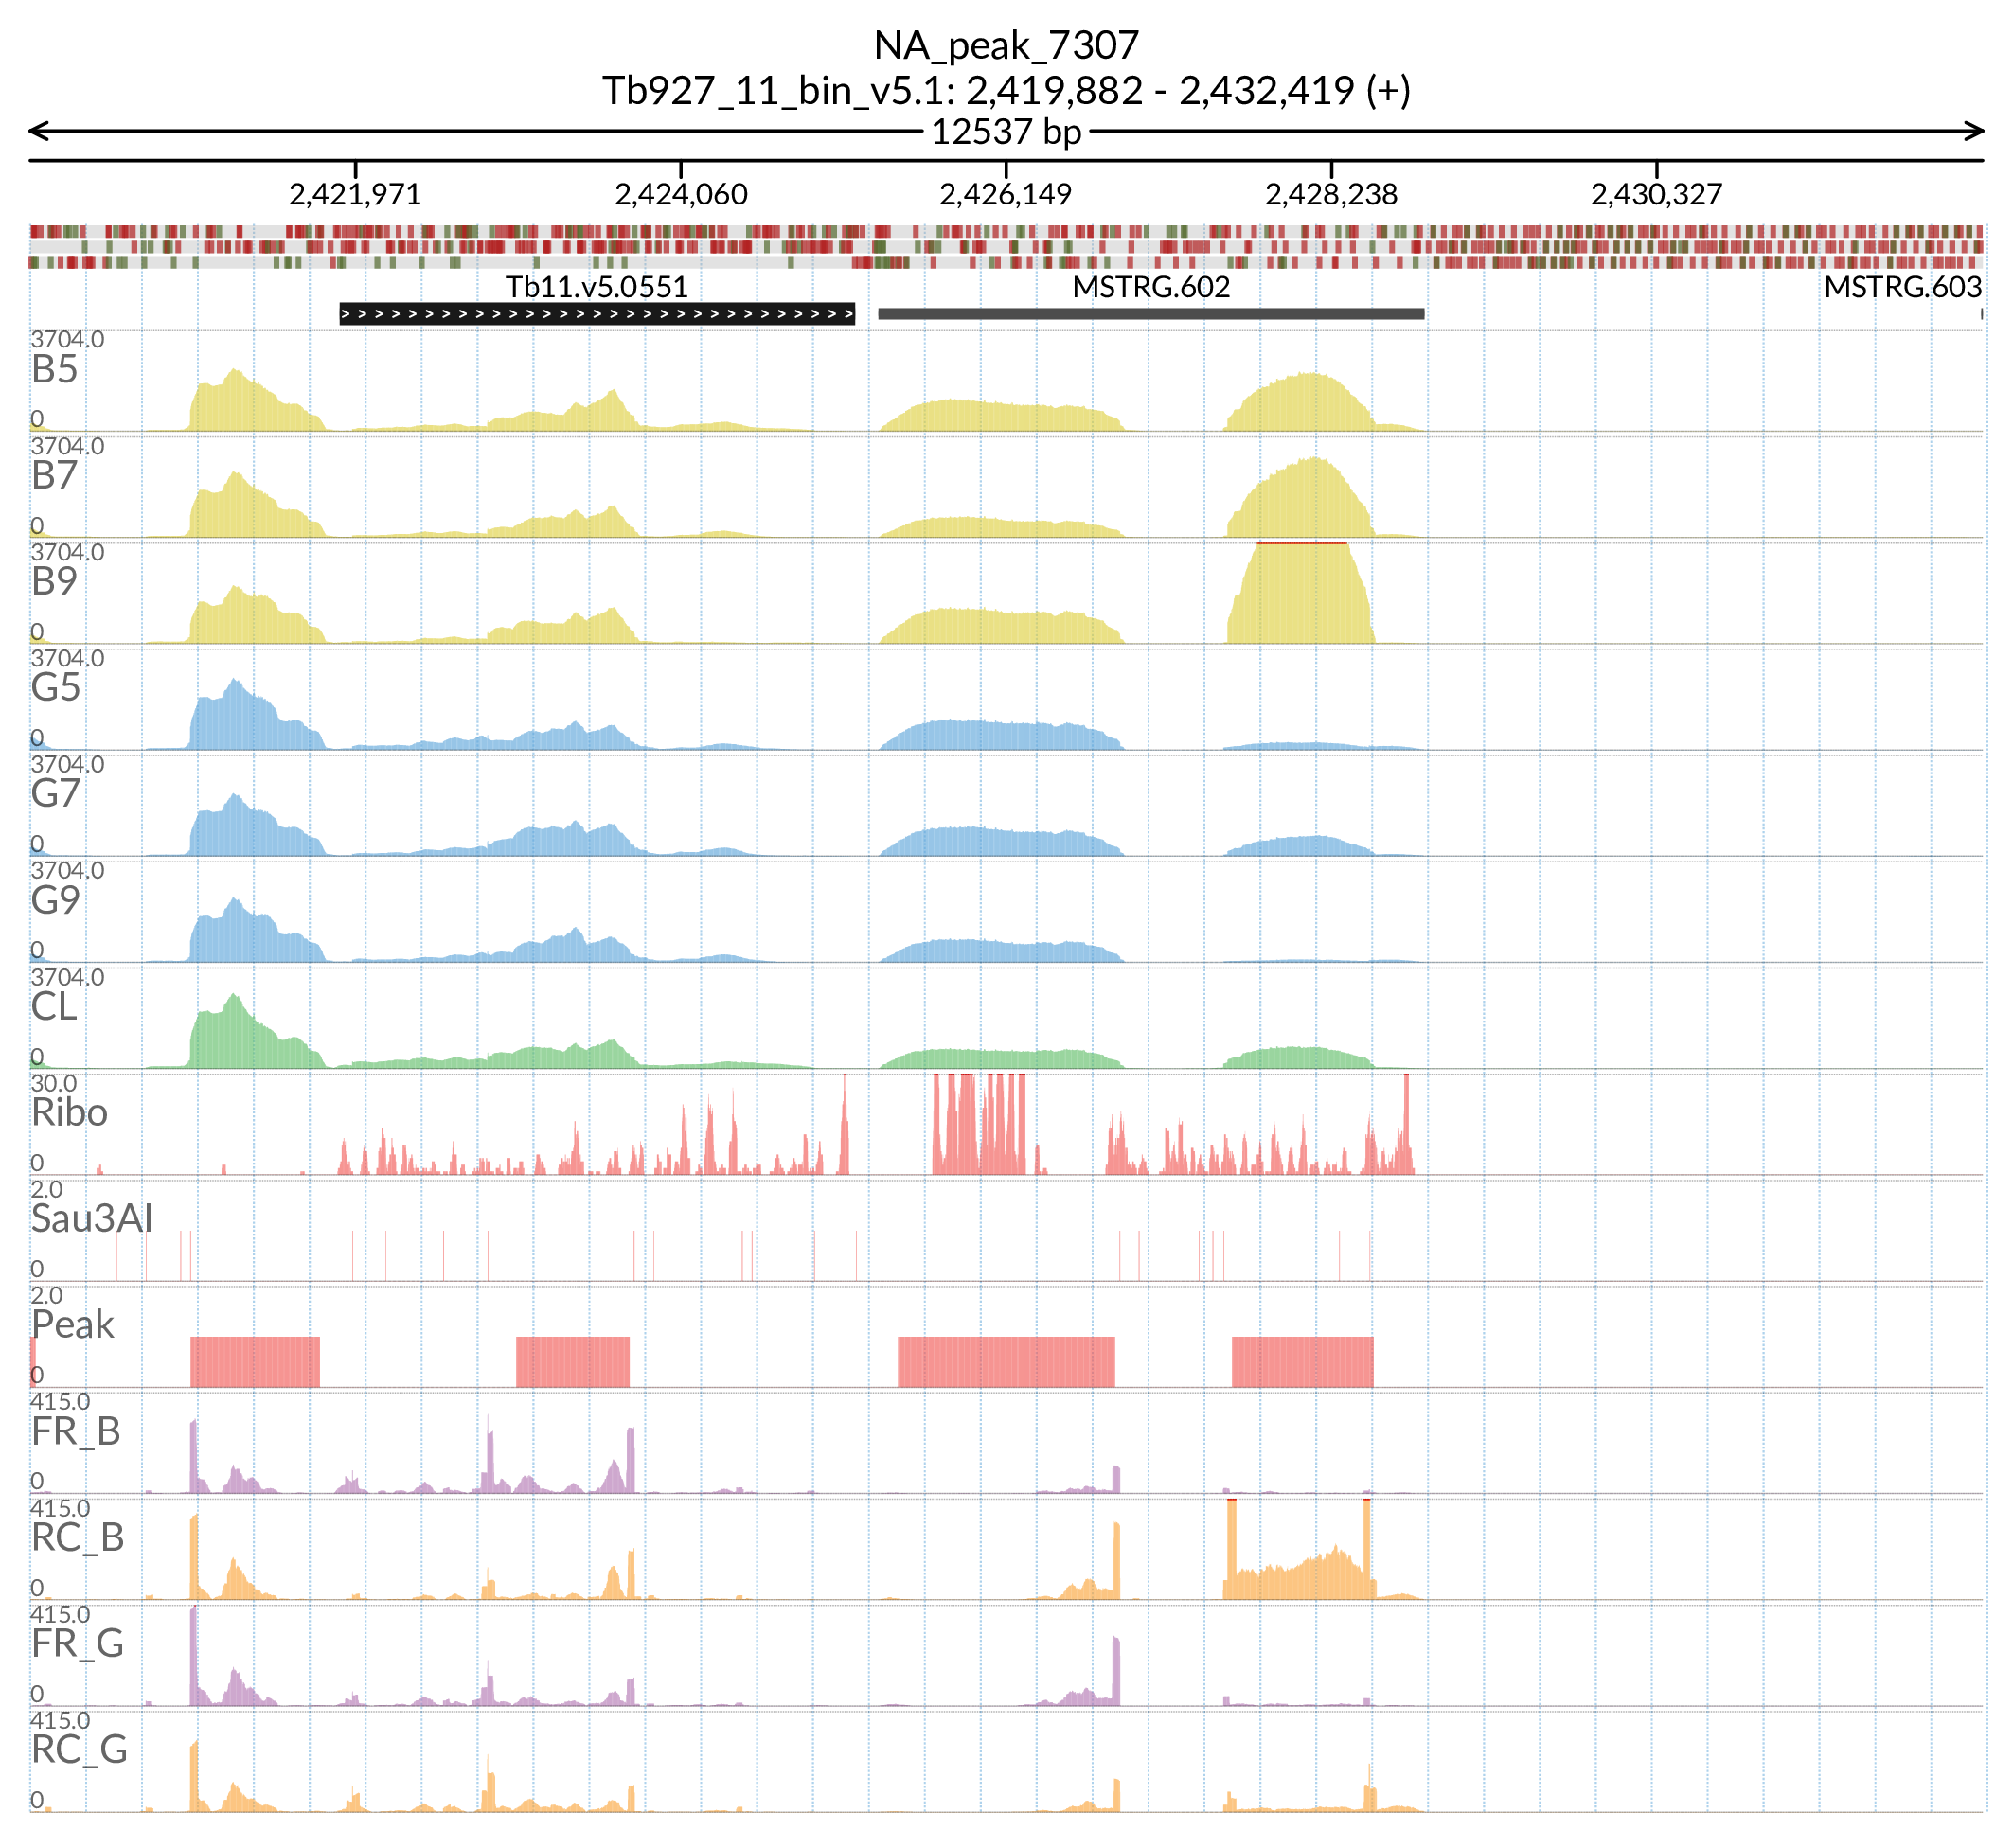 NA_peak_7307
Tb927_11_bin_v5.1: 2,419,882 - 2,432,419 (+)
12537 bp
2,421,971 2,424,060 2,426,149 2,428,238 2,430,327
Tb11.v5.0551 MSTRG.602 MSTRG.603
3704.0
B5
0
3704.0
B7
0
3704.0
B9
0
3704.0
G5
0
3704.0
G7
0
3704.0
G9
0
3704.0
CL
0
30.0
Ribo
0
2.0
Sau3AI
0
2.0
Peak
0
415.0
FR_B
0
415.0
RC_B
0
415.0
FR_G
0
415.0
RC_G
0